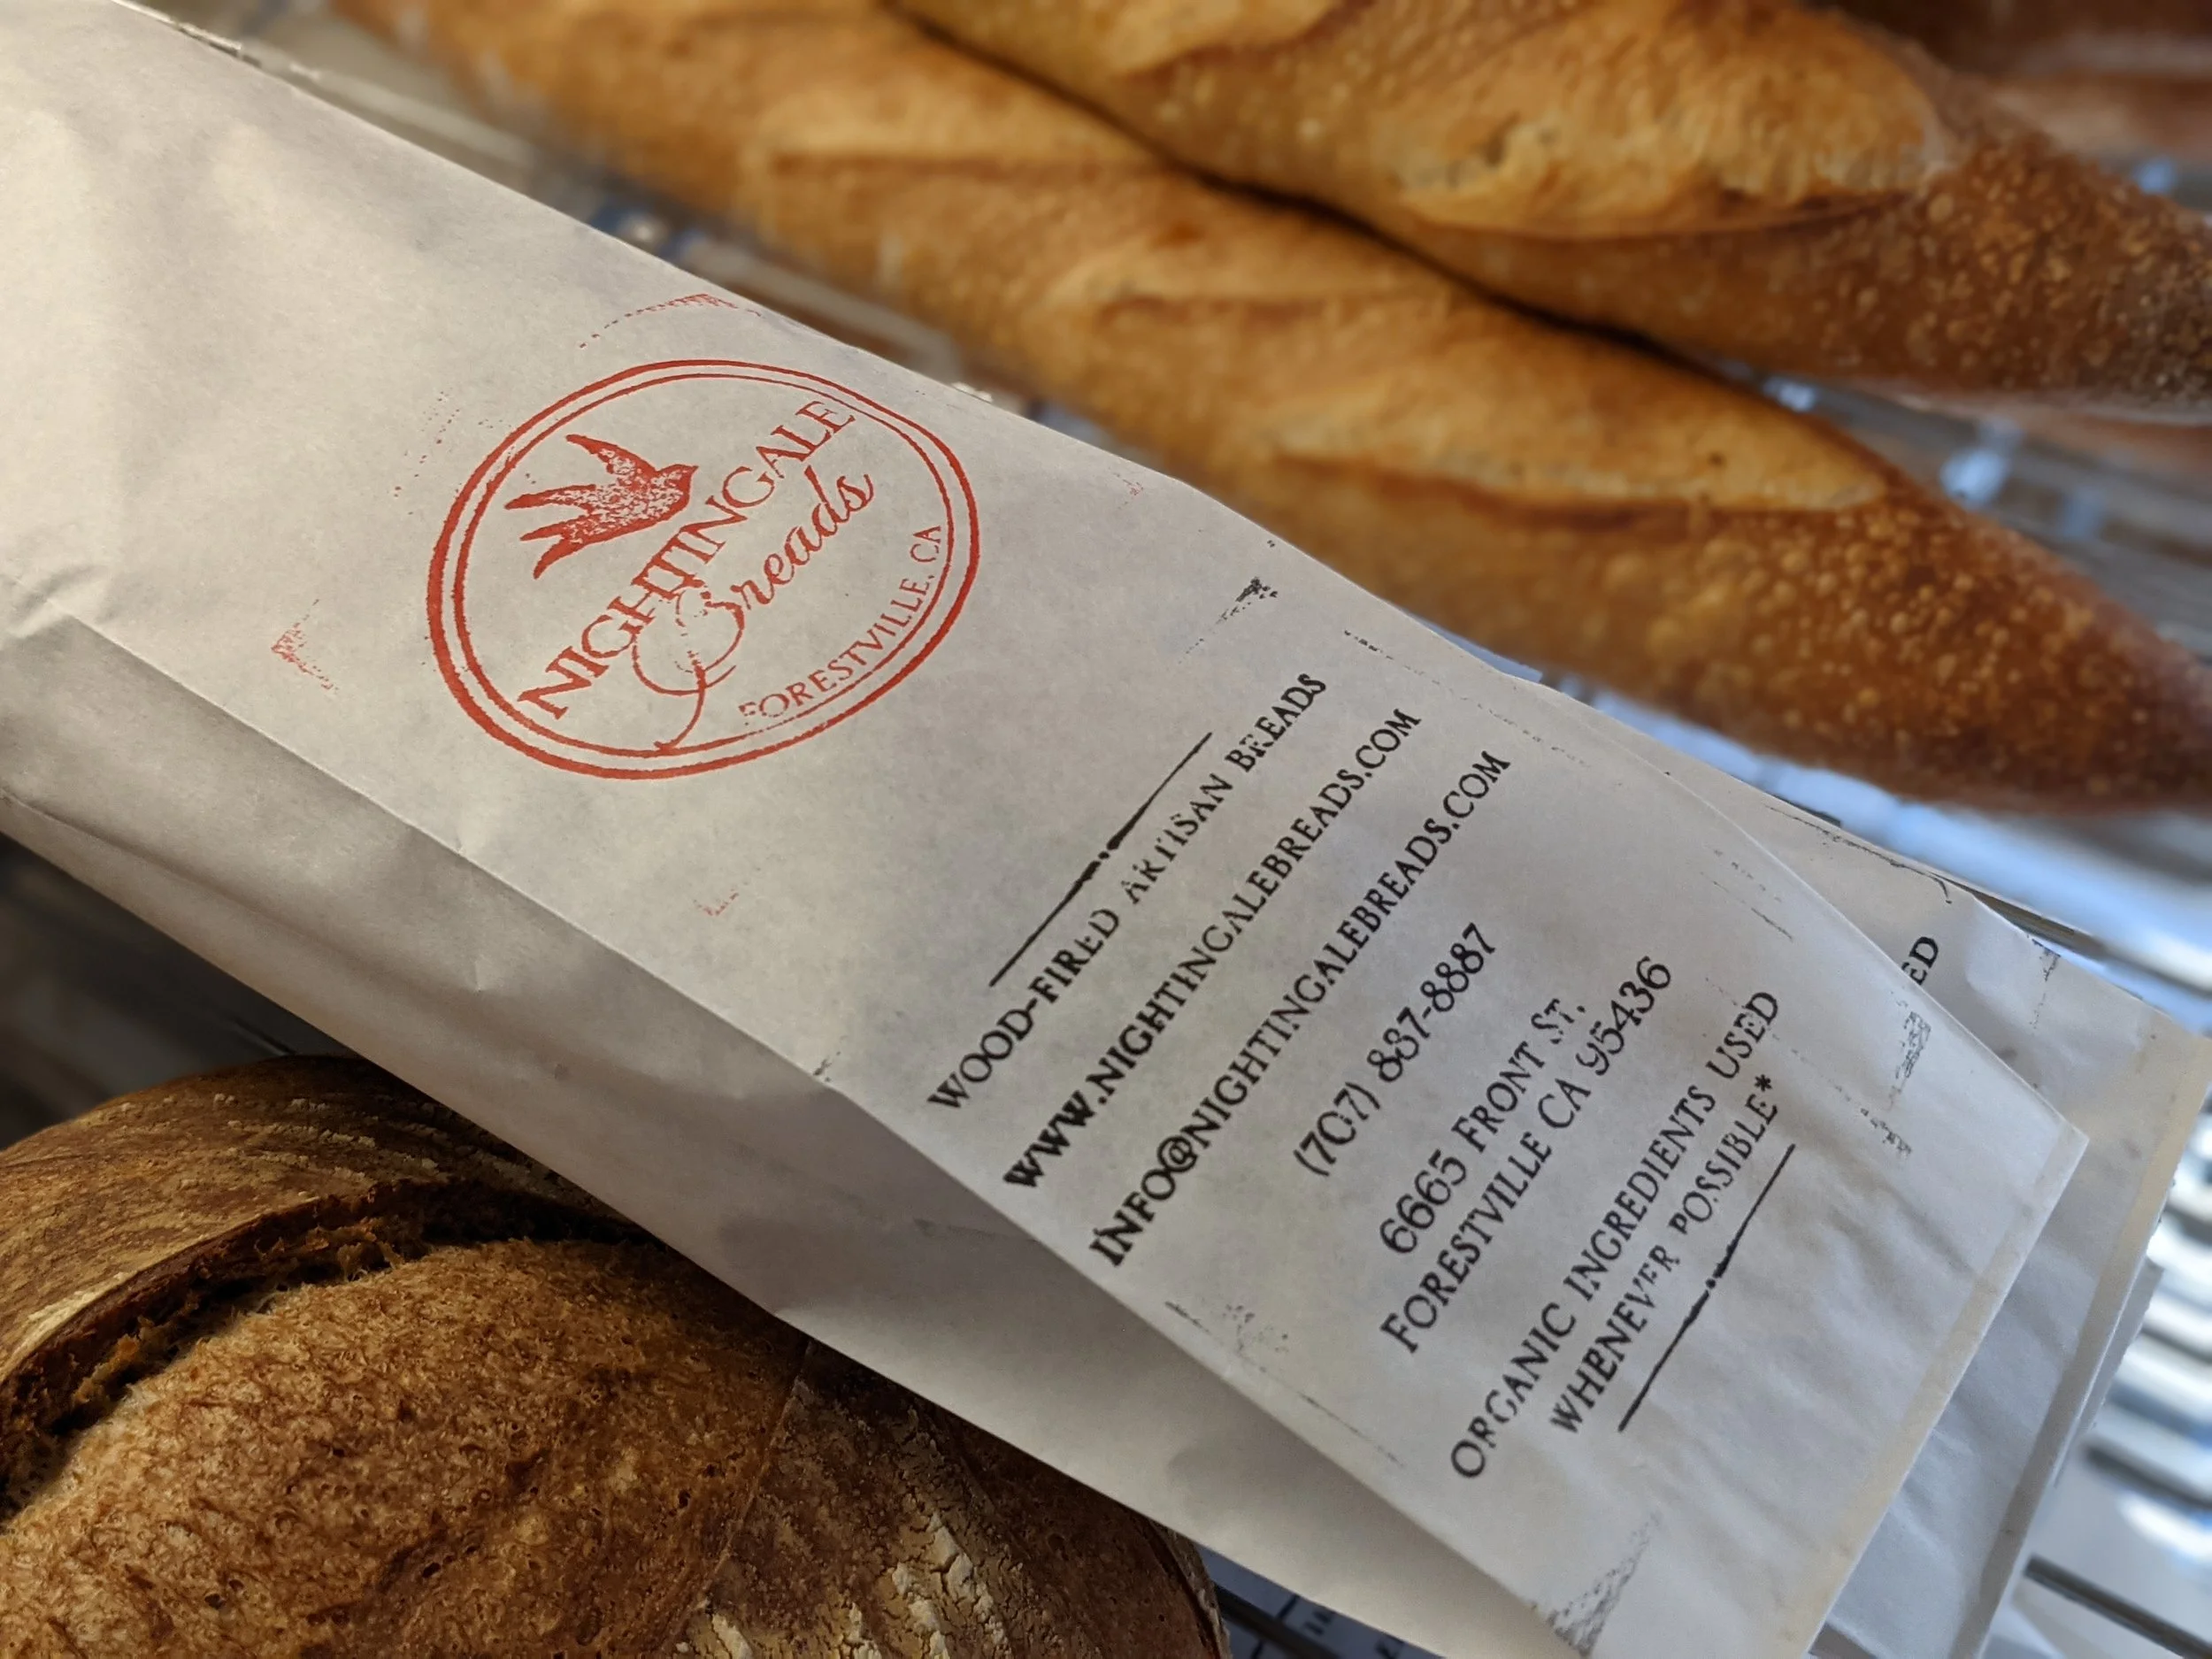 NIGHTINGALE
Breads
FORESTVILLE, CA
WOOD-FIRED ARTISAN BREADS
WWW.NIGHTINGALEBREADS.COM
INFO@NIGHTINGALEBREADS.COM
(707) 887-8887
6665 FRONT ST.
FORESTVILLE CA 95436
ORGANIC INGREDIENTS USED
WHENEVER POSSIBLE*
ED